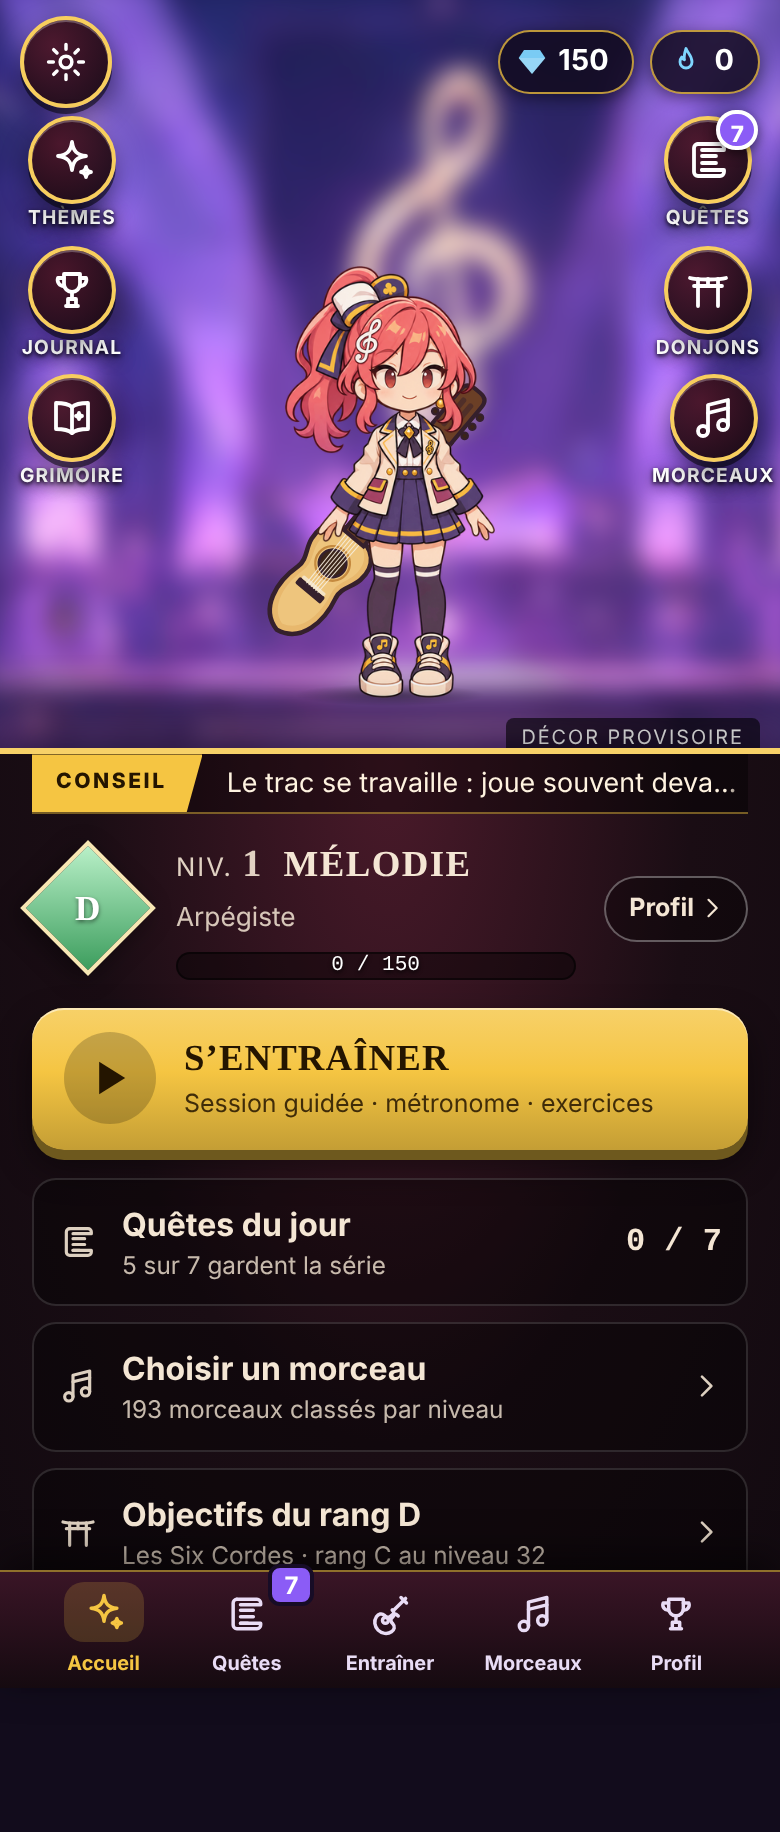 150
0
7
THÈMES
QUÊTES
JOURNAL
DONJONS
GRIMOIRE
MORCEAUX
DÉCOR PROVISOIRE
CONSEIL
Le trac se travaille : joue souvent deva...
D
NIV. 1 MÉLODIE
Arpégiste
Profil
0 / 150
S’ENTRAÎNER
Session guidée · métronome · exercices
Quêtes du jour
5 sur 7 gardent la série
0 / 7
Choisir un morceau
193 morceaux classés par niveau
Objectifs du rang D
Les Six Cordes · rang C au niveau 32
7
Accueil
Quêtes
Entraîner
Morceaux
Profil